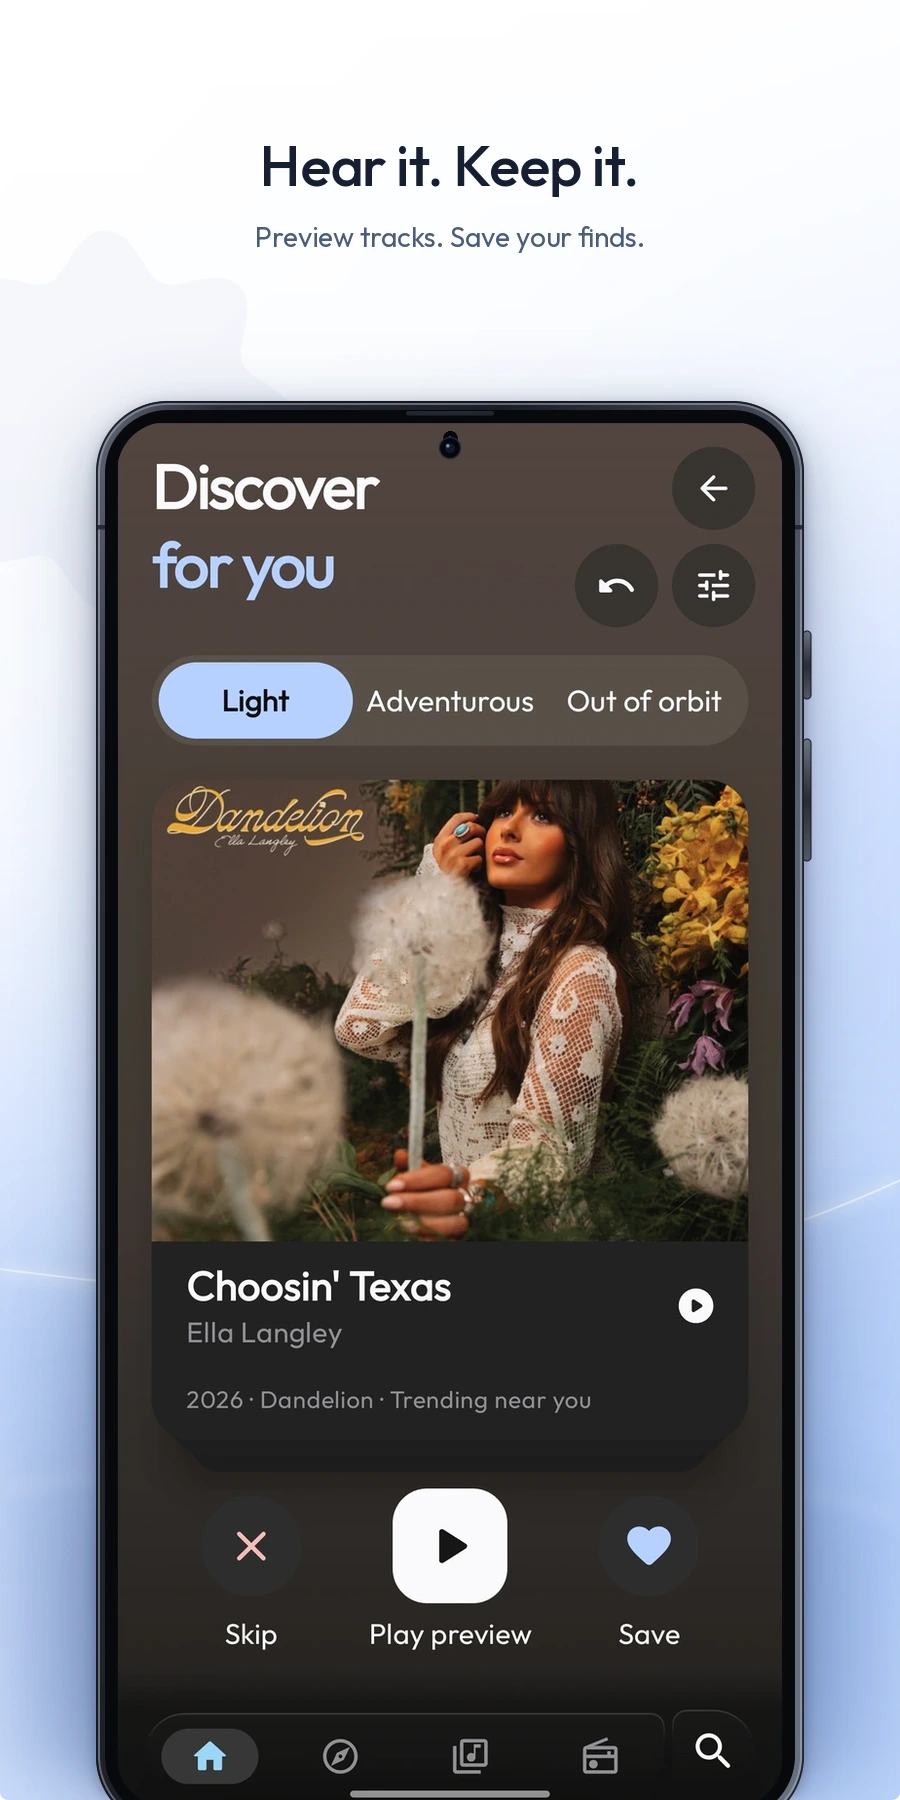 Hear it. Keep it.
Preview tracks. Save your finds.
Discover
for you
Light Adventurous Out of orbit
Dandelion
Ella Langley
Choosin' Texas
Ella Langley
2026 · Dandelion · Trending near you
Skip Play preview Save